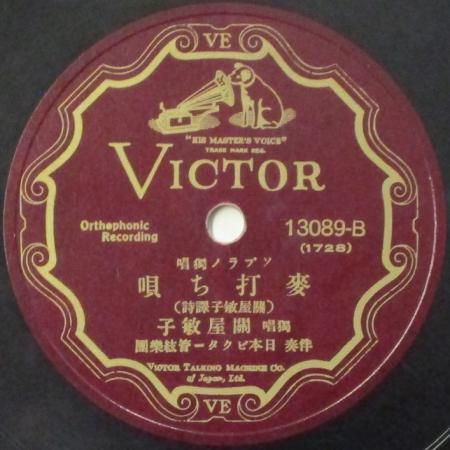 VE
"HIS MASTER'S VOICE"
TRADE MARK REG.
VICTOR
Orthophonic
Recording
13089-B
(1728)
ソプラノ獨唱
麥打ち唄
(關屋敏子譯詩)
獨唱 關屋敏子
伴奏 日本ビクター管絃樂團
VICTOR TALKING MACHINE CO.
of Japan, Ltd.
VE